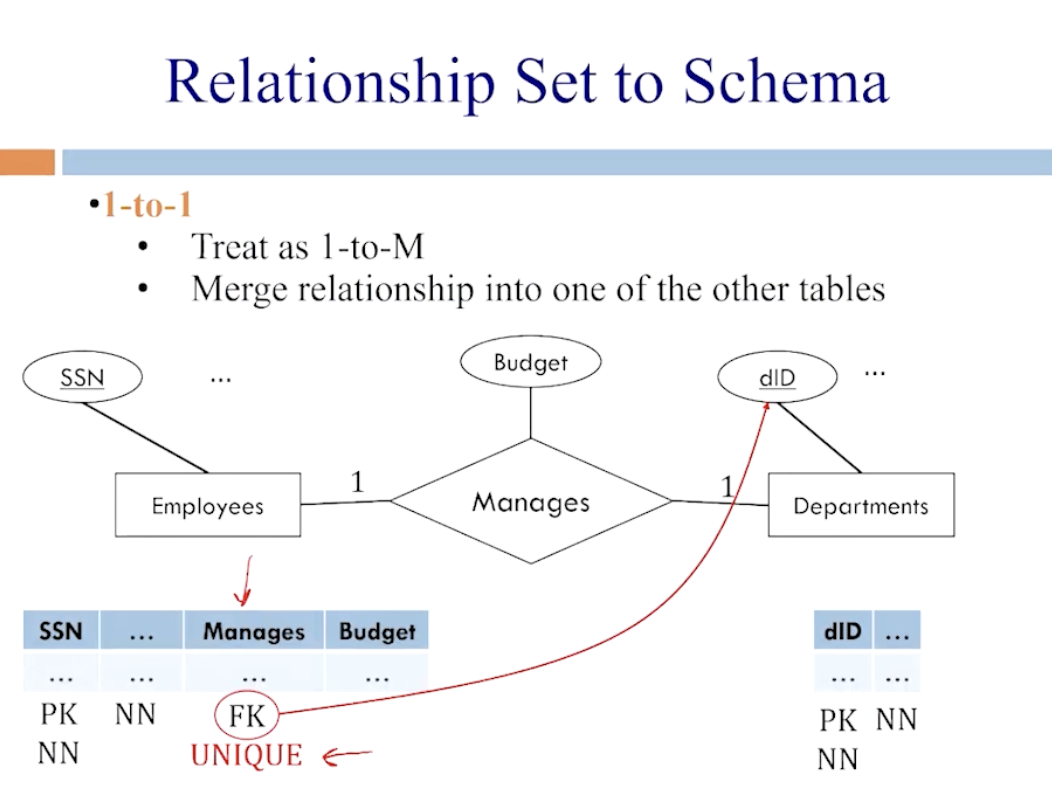 Relationship Set to Schema
•1-to-1
• Treat as 1-to-M
• Merge relationship into one of the other tables
SSN ... Budget dID ...
Employees 1 Manages 1 Departments
SSN ... Manages Budget dID ...
... ... ... ... ... ...
PK NN FK PK NN
NN UNIQUE NN